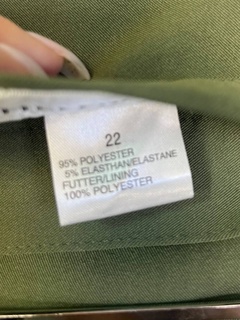 22
95% POLYESTER
5% ELASTHAN/ELASTANE
FUTTER/LINING
100% POLYESTER